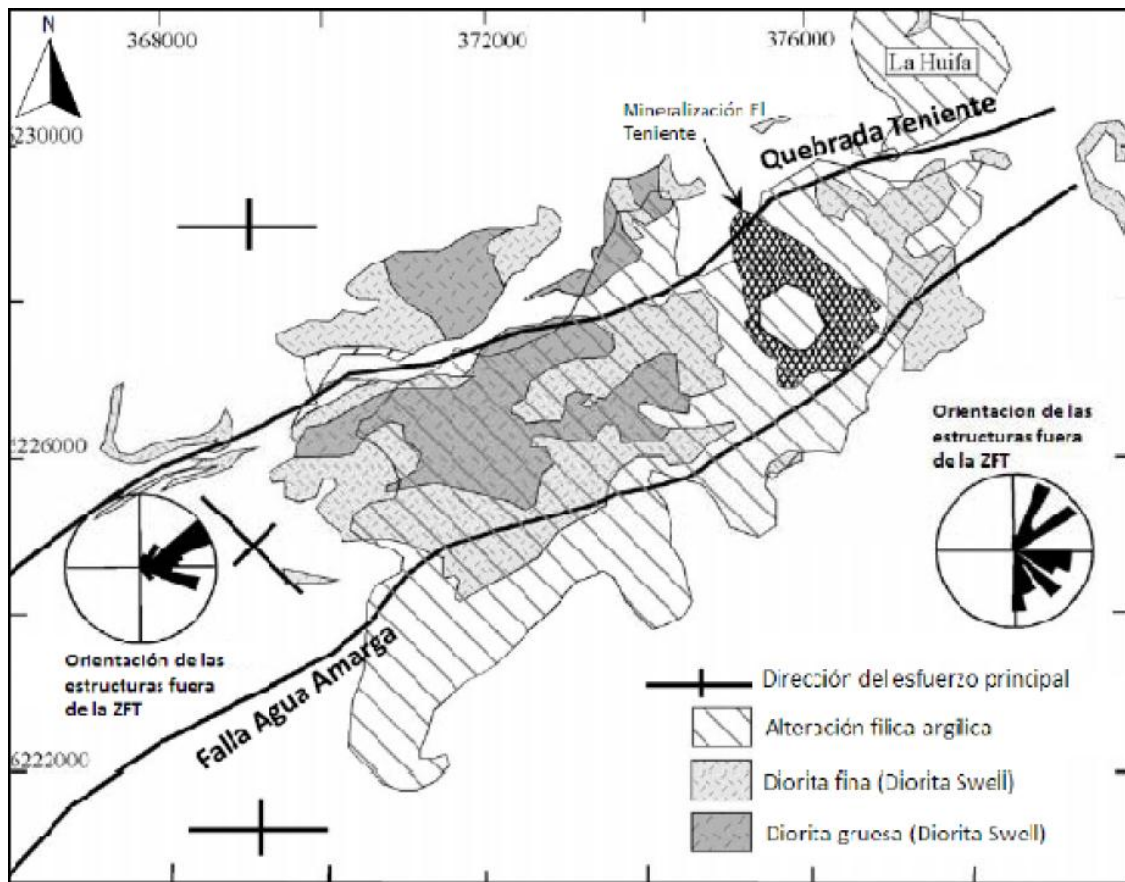 N
368000
372000
376000
La Huifa
Mineralización El
Teniente
Quebrada Teniente
6230000
6226000
Orientacion de las
estructuras fuera
de la ZFT
Orientación de las
estructuras fuera
de la ZFT
Falla Agua Amarga
6222000
Dirección del esfuerzo principal
Alteración filica argílica
Diorita fina (Diorita Swell)
Diorita gruesa (Diorita Swell)